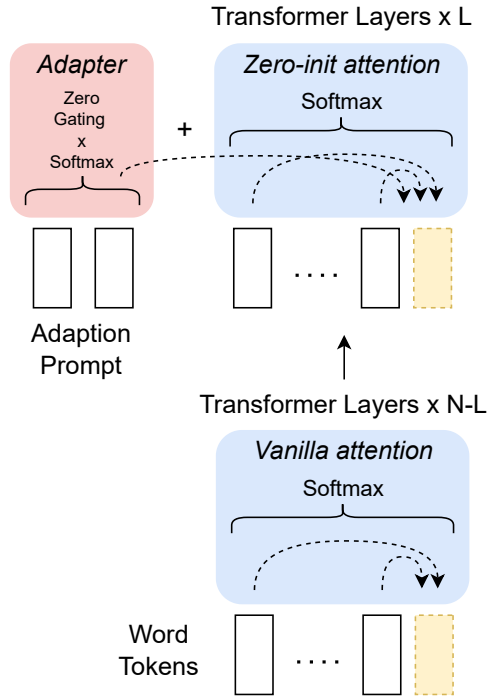 Transformer Layers x L
Adapter
Zero
Gating
x
Softmax
+
Zero-init attention
Softmax
. . . .
Adaption
Prompt
Transformer Layers x N-L
Vanilla attention
Softmax
Word
Tokens
. . . .